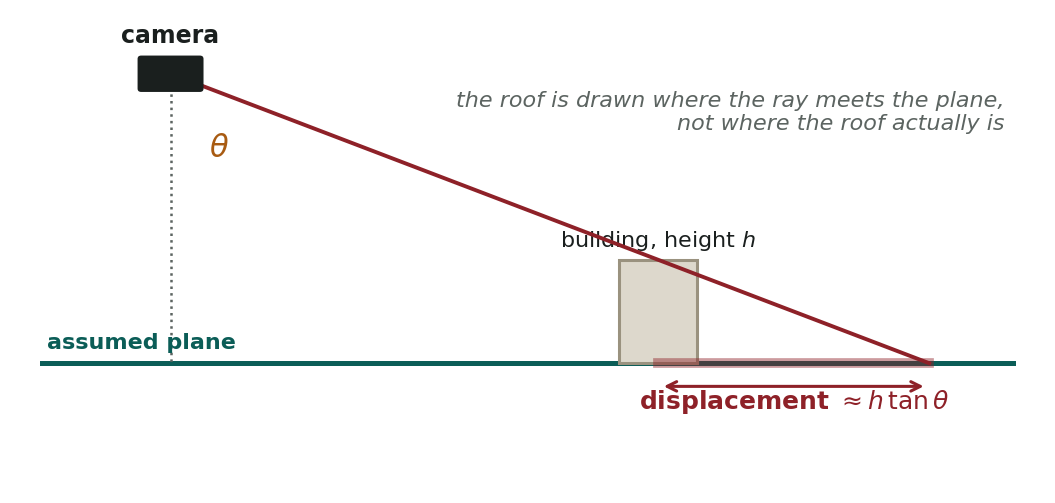 camera
the roof is drawn where the ray meets the plane,
not where the roof actually is
θ
building, height h
assumed plane
displacement ≈ h tan θ